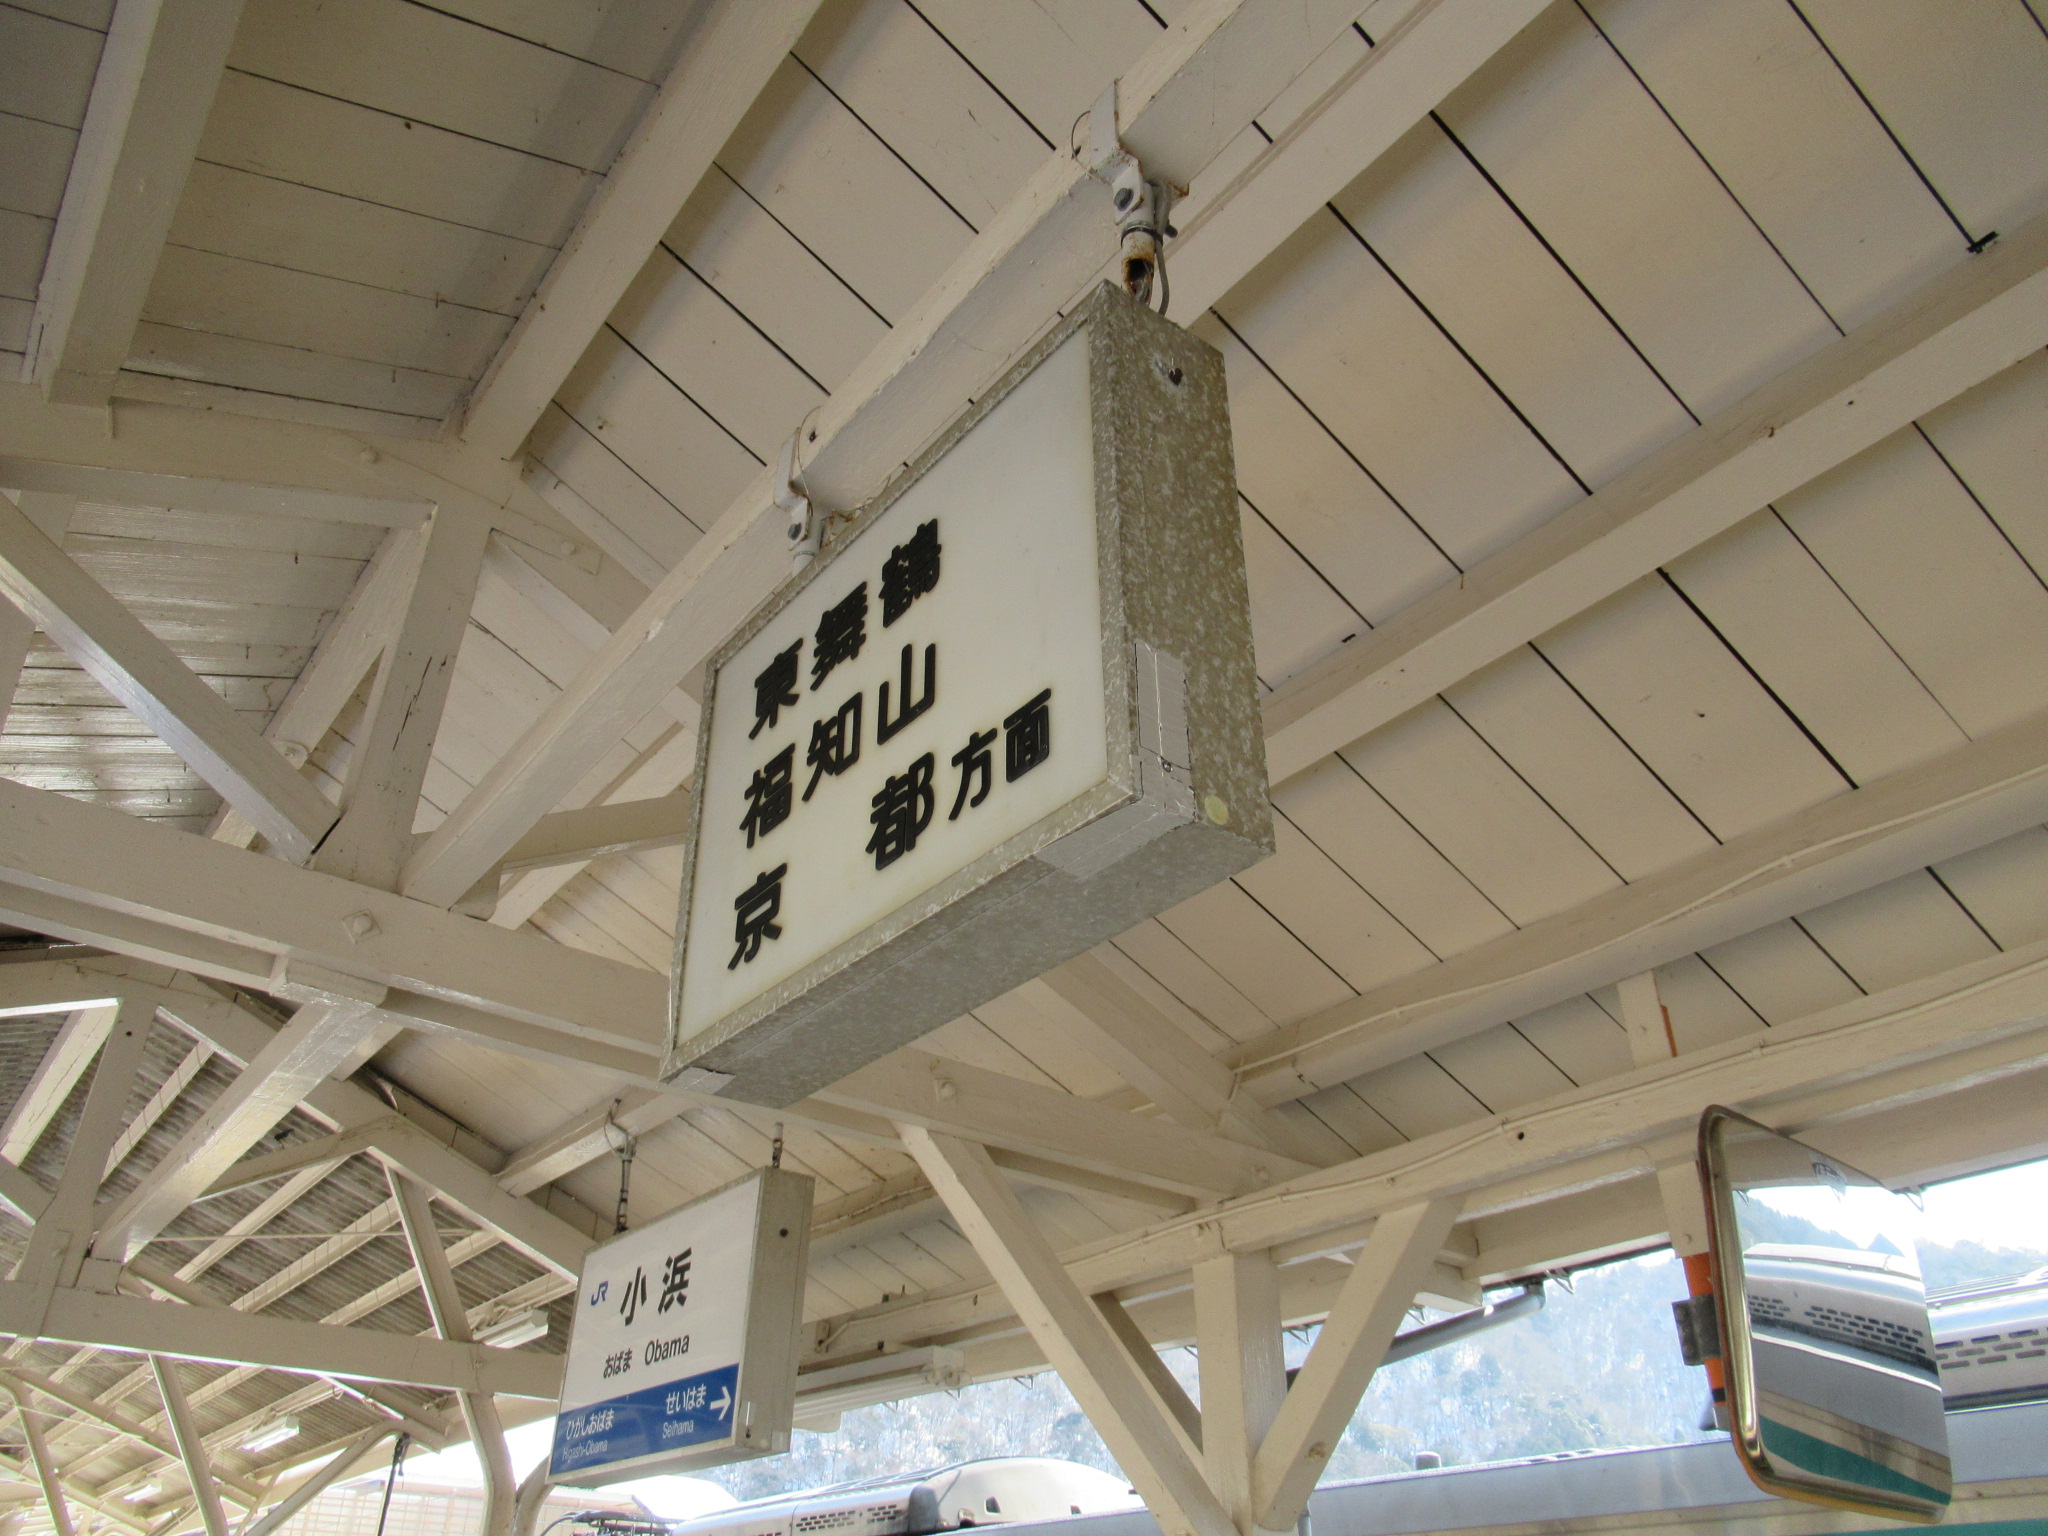 東舞鶴
福知山
京都方面
JR 小浜
おばま Obama
ひがしおばま せいはま
Higashi-Obama Seihama